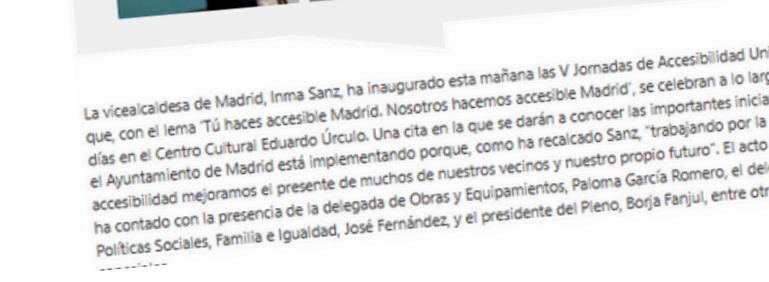 La vicealcaldesa de Madrid, Inma Sanz, ha inaugurado esta mañana las V Jornadas de Accesibilidad
que, con el lema 'Tú haces accesible Madrid. Nosotros hacemos accesible Madrid', se celebran a lo
días en el Centro Cultural Eduardo Úrculo. Una cita en la que se darán a conocer las importantes
el Ayuntamiento de Madrid está implementando porque, como ha recalcado Sanz, "trabajando por la
accesibilidad mejoramos el presente de muchos de nuestros vecinos y nuestro propio futuro". El acto
ha contado con la presencia de la delegada de Obras y Equipamientos, Paloma García Romero, el
Políticas Sociales, Familia e Igualdad, José Fernández, y el presidente del Pleno, Borja Fanjul, entre